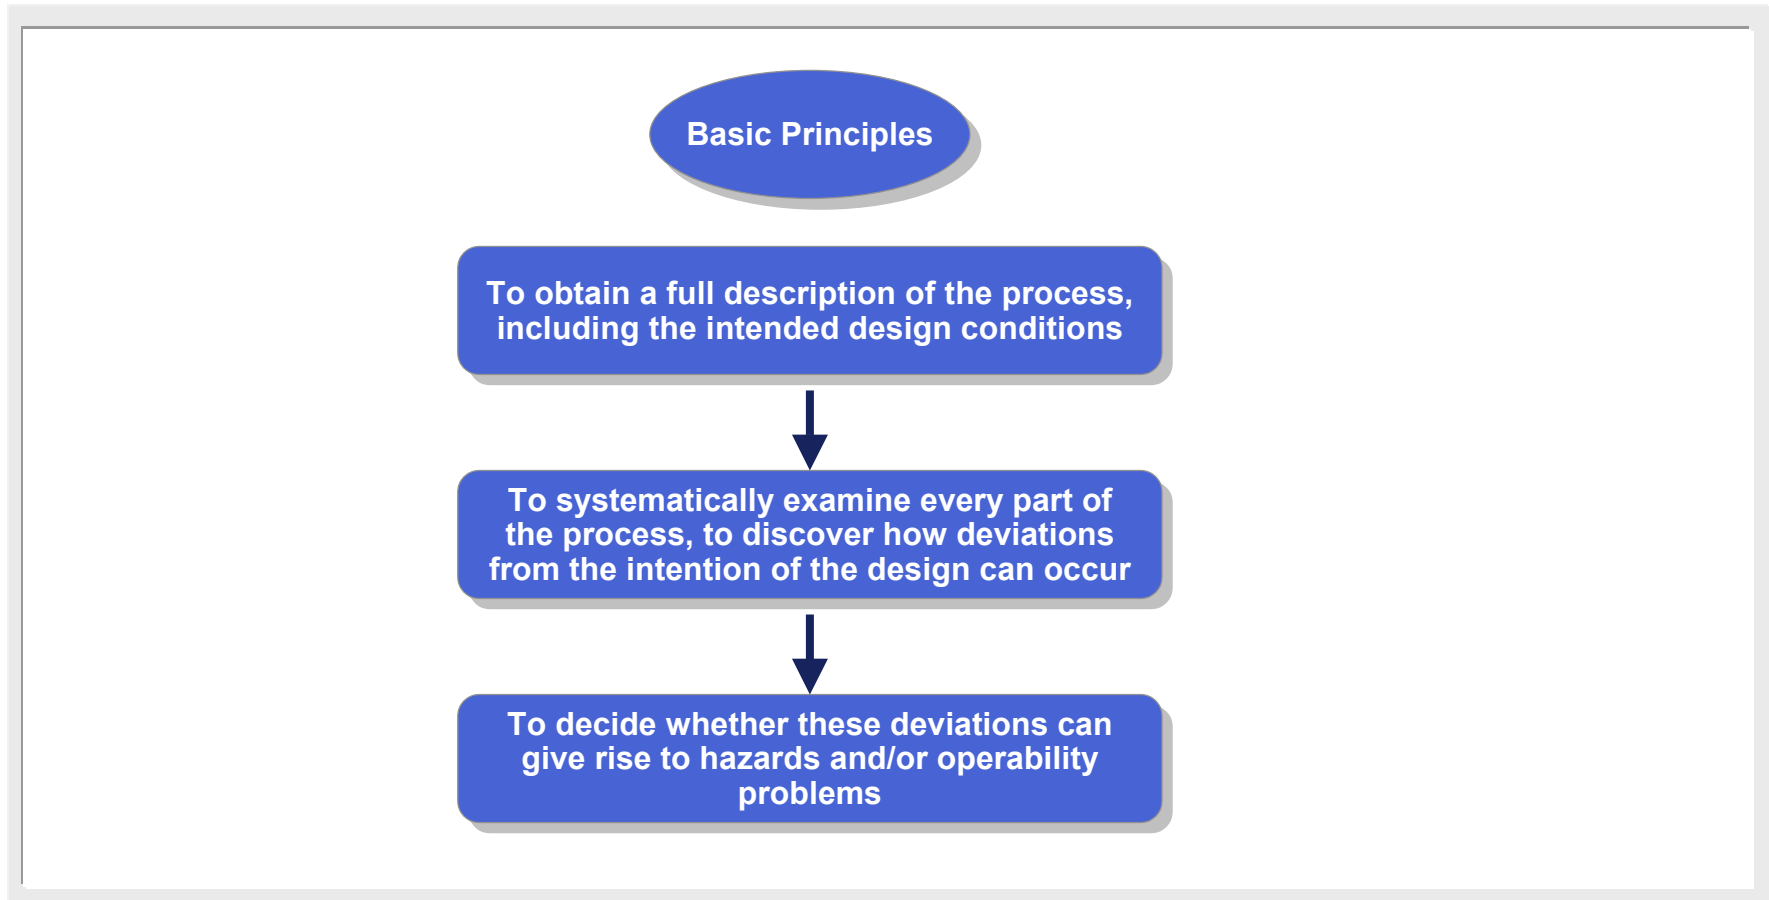 Basic Principles
To obtain a full description of the process,
including the intended design conditions
To systematically examine every part of
the process, to discover how deviations
from the intention of the design can occur
To decide whether these deviations can
give rise to hazards and/or operability
problems